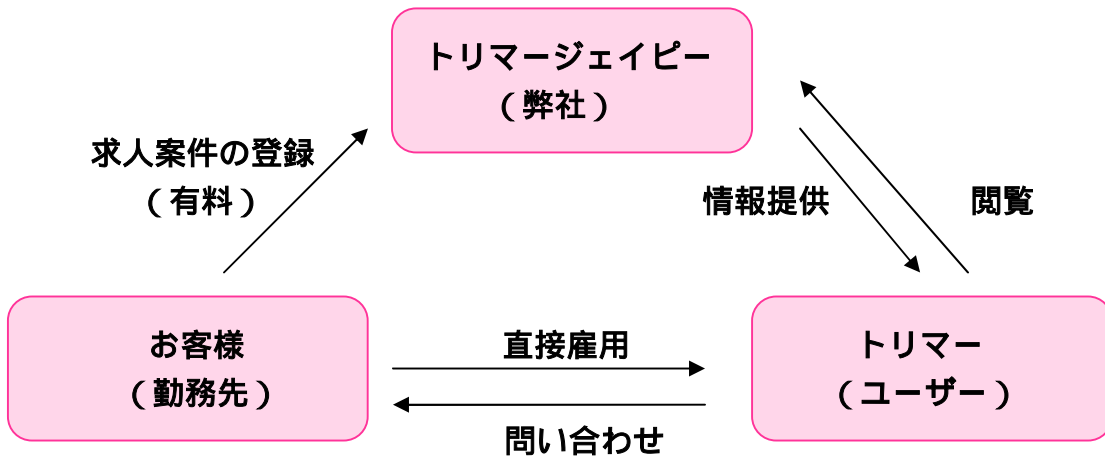 トリマージェイピー
（弊社）
求人案件の登録
（有料）
情報提供
閲覧
お客様
（勤務先）
直接雇用
問い合わせ
トリマー
（ユーザー）